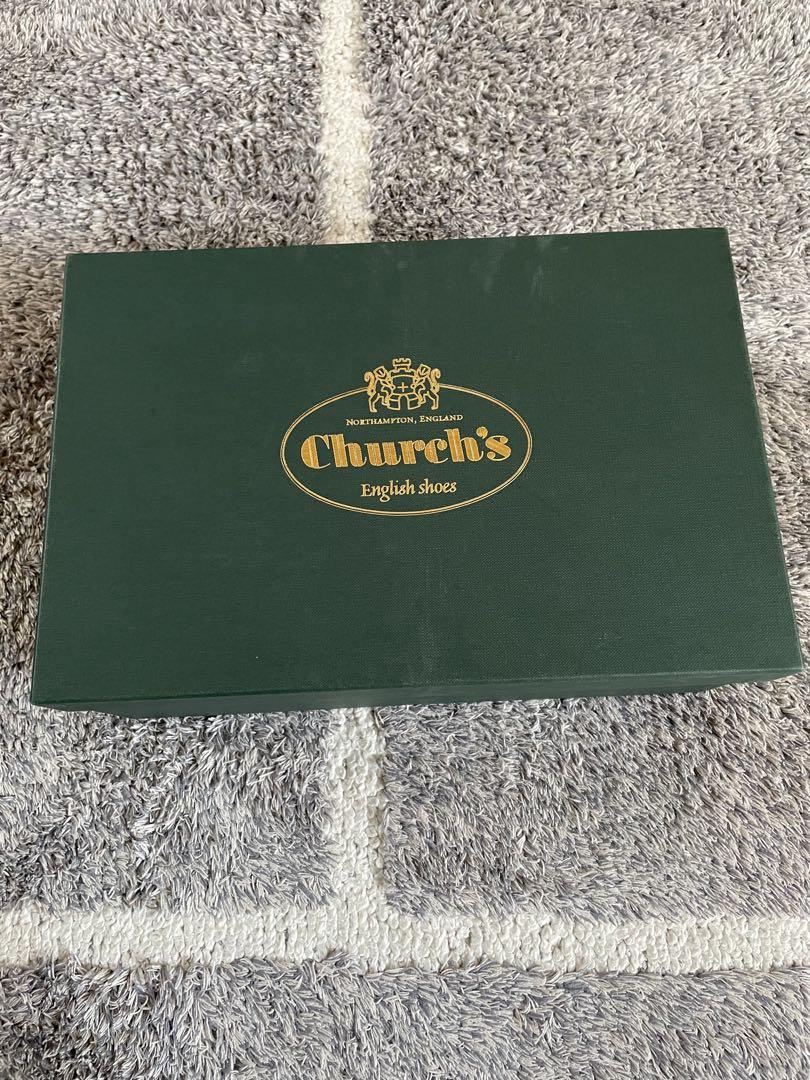 Northampton, England
Church's
English shoes